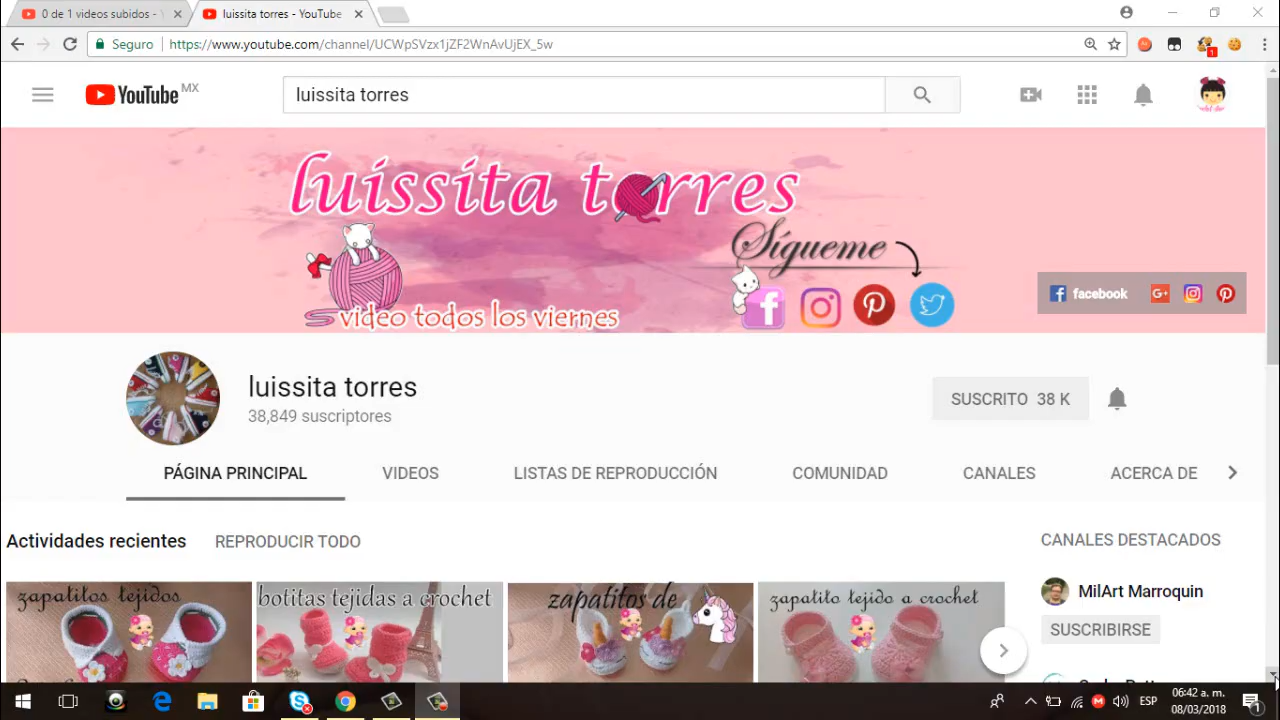 0 de 1 videos subidos - Y
luissita torres - YouTube
Seguro
https://www.youtube.com/channel/UCWpSVzx1jZF2WnAvUjEX_5w
1
YouTube MX
luissita torres
luissita torres
Sígueme
video todos los viernes
facebook
luissita torres
38,849 suscriptores
SUSCRITO 38 K
PÁGINA PRINCIPAL
VIDEOS
LISTAS DE REPRODUCCIÓN
COMUNIDAD
CANALES
ACERCA DE
Actividades recientes
REPRODUCIR TODO
CANALES DESTACADOS
zapatitos tejidos
botitas tejidas a crochet
zapatitos de
zapatito tejido a crochet
MilArt Marroquin
SUSCRIBIRSE
ESP
06:42 a. m.
08/03/2018
1